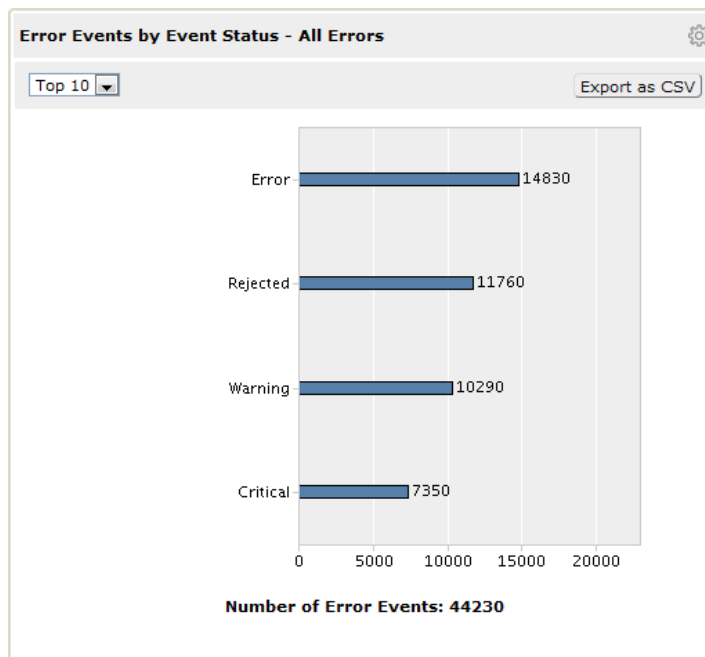 Error Events by Event Status - All Errors
Top 10
Export as CSV
Error 14830
Rejected 11760
Warning 10290
Critical 7350
0 5000 10000 15000 20000
Number of Error Events: 44230